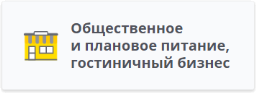 Общественное
и плановое питание,
гостиничный бизнес